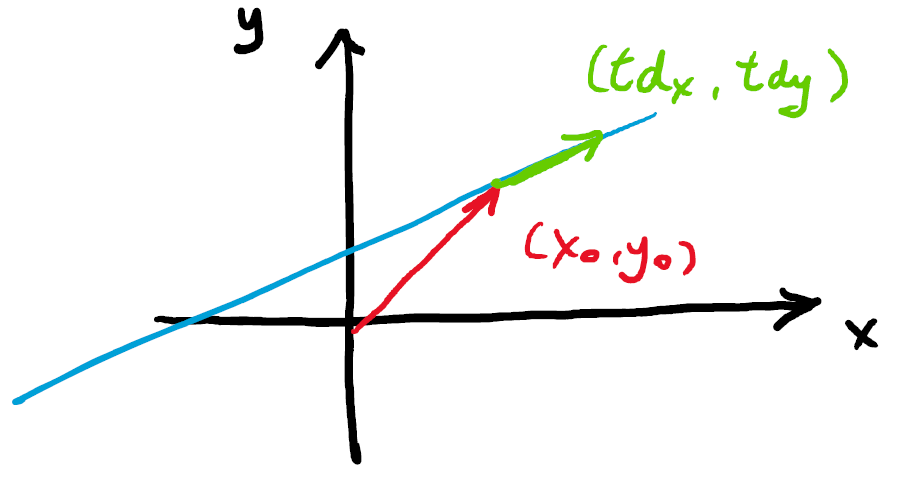 y
(tdx, tdy)
(x₀, y₀)
x